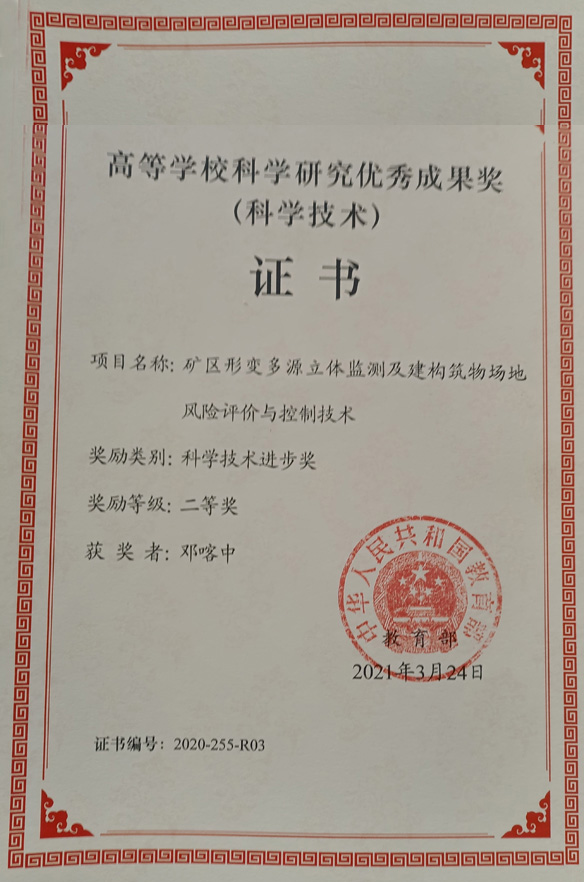 高等学校科学研究优秀成果奖
(科学技术)
证书
项目名称: 矿区形变多源立体监测及建构筑物场地
风险评价与控制技术
奖励类别: 科学技术进步奖
奖励等级: 二等奖
获奖者: 邓喀中
中华人民共和国教育部
教育部
2021年3月24日
证书编号: 2020-255-R03